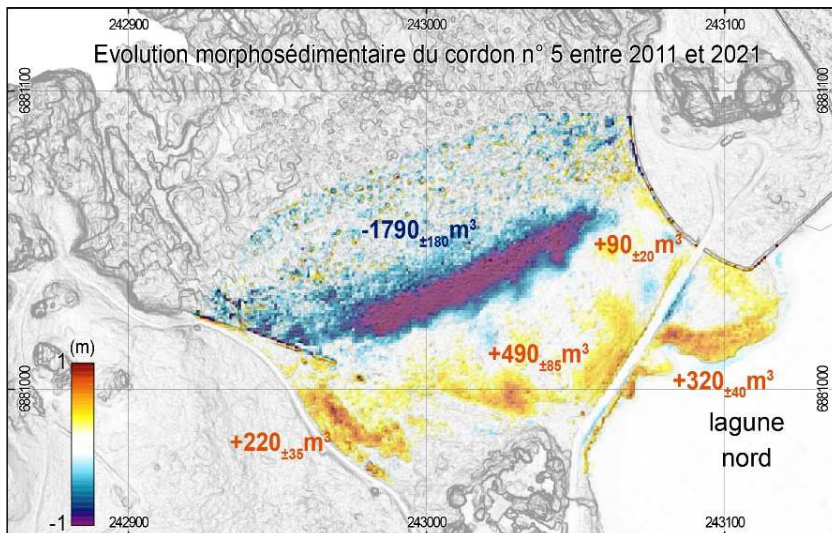 242900 243000 243100
Evolution morphosédimentaire du cordon n° 5 entre 2011 et 2021
6881100
6881100
-1790±180m³
+90±20m³
(m)
1
+490±85m³
+320±40m³
6881000
6881000
+220±35m³
lagune
nord
-1
242900 243000 243100